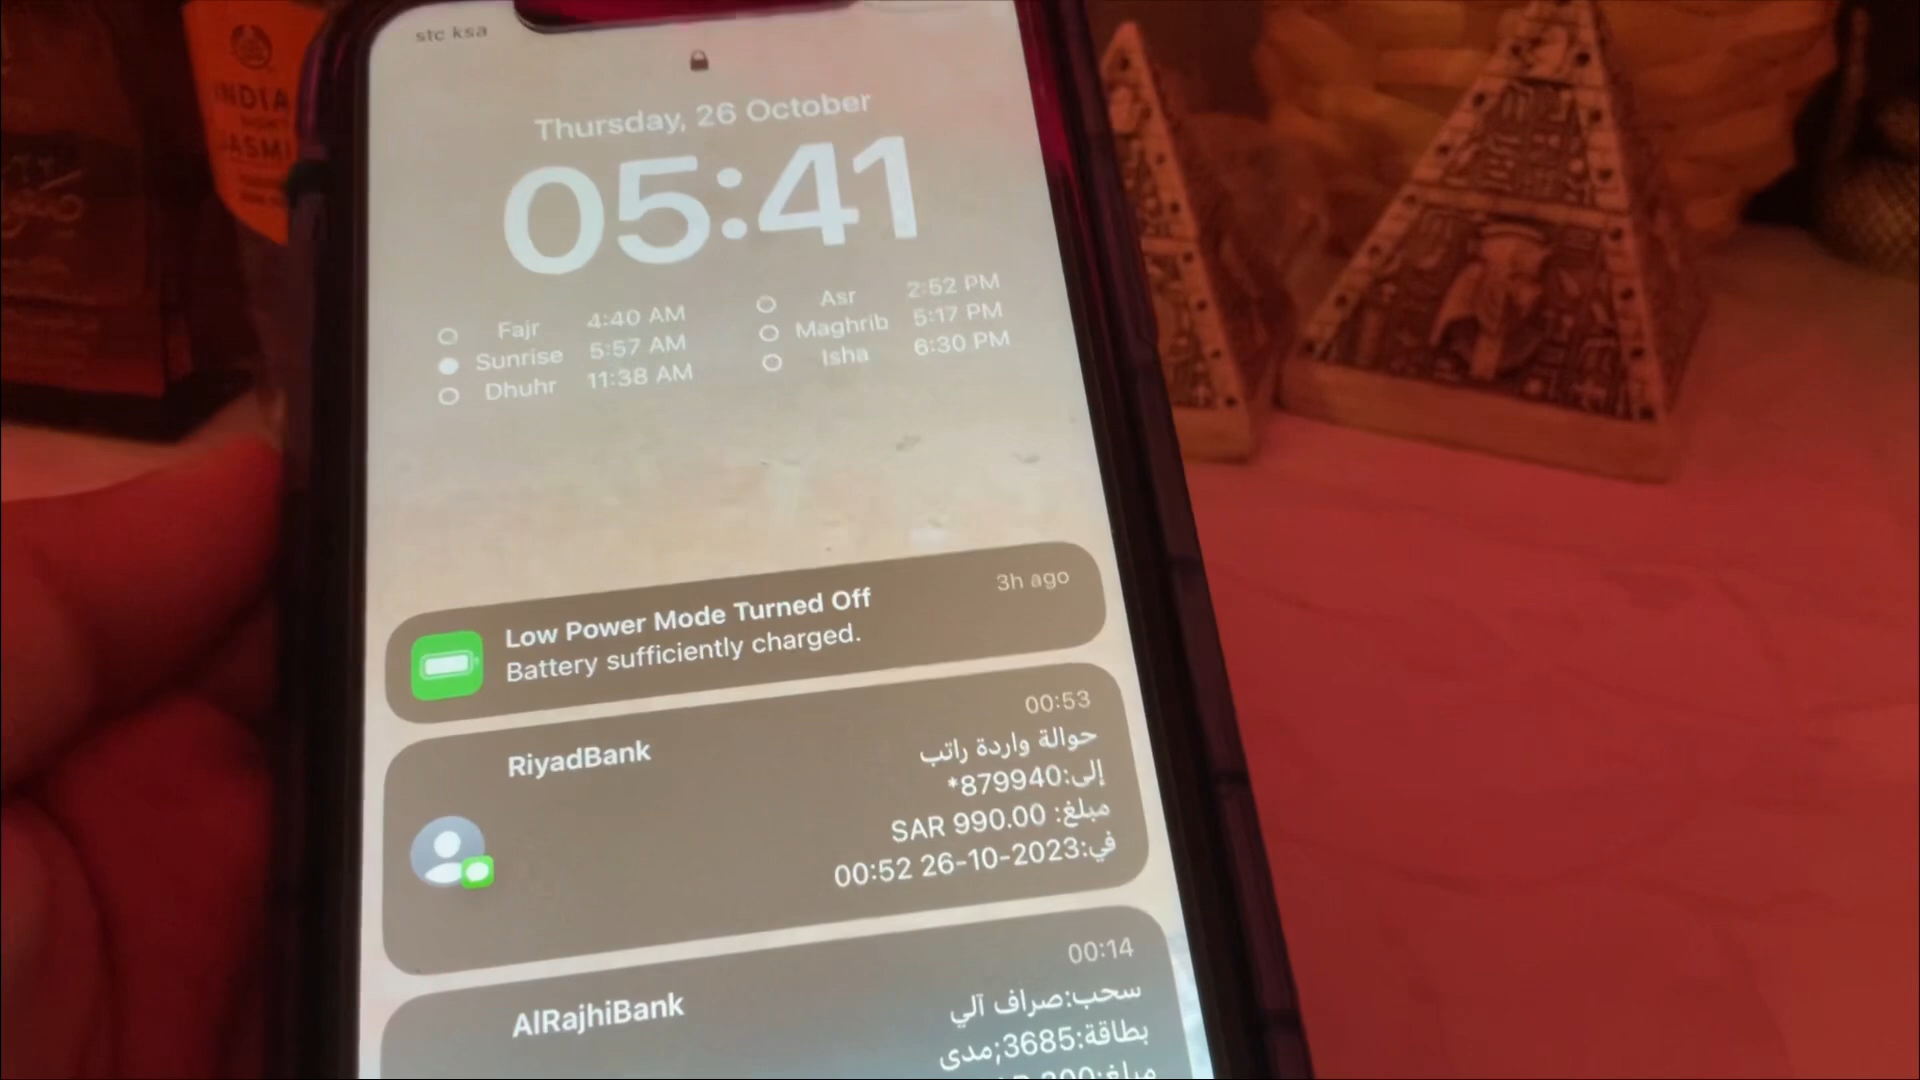 stc ksa
Thursday, 26 October
05:41
Fajr 4:40 AM
Sunrise 5:57 AM
Dhuhr 11:38 AM
Asr 2:52 PM
Maghrib 5:17 PM
Isha 6:30 PM
Low Power Mode Turned Off
3h ago
Battery sufficiently charged.
RiyadBank
00:53
حوالة واردة راتب
إلى:879940*
مبلغ: SAR 990.00
في:2023-10-26 00:52
AlRajhiBank
00:14
سحب:صراف آلي
بطاقة:3685;مدى
مبلغ:
INDIA